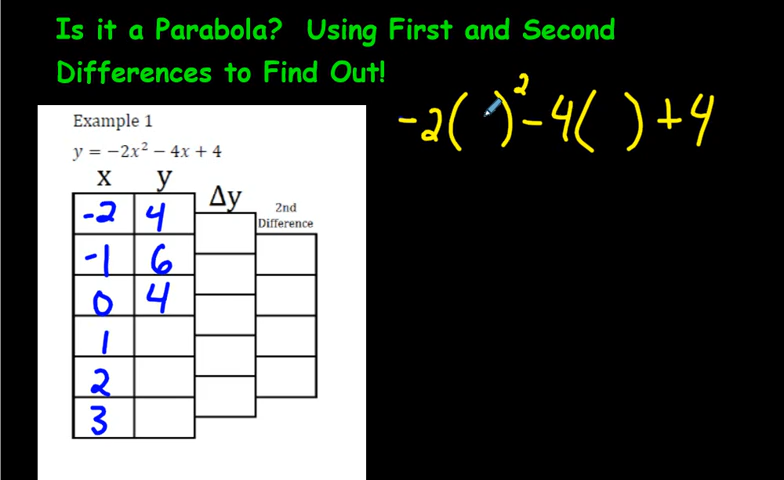 Is it a Parabola? Using First and Second
Differences to Find Out!
-2( )² - 4( ) + 4
Example 1
y = −2x² − 4x + 4
x y Δy 2nd Difference
-2 4
-1 6
0 4
1
2
3